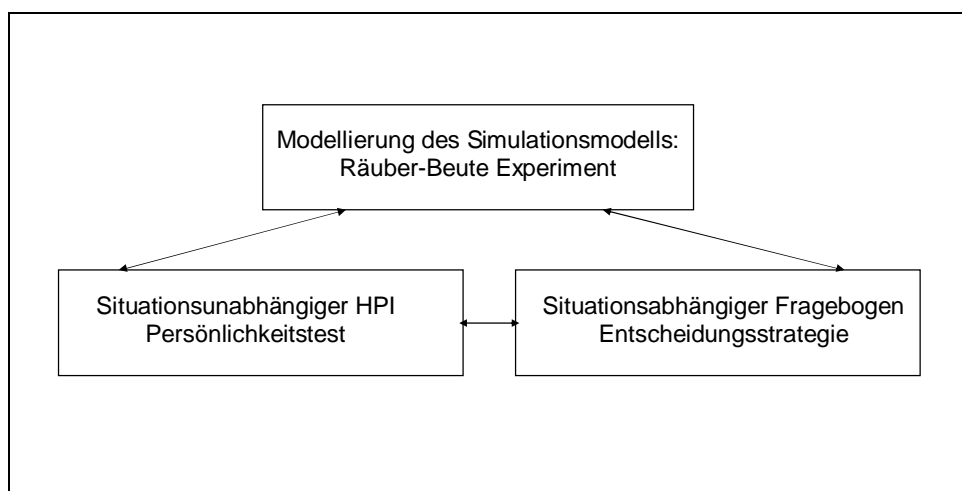 Modellierung des Simulationsmodells:
Räuber-Beute Experiment
Situationsunabhängiger HPI
Persönlichkeitstest
Situationsabhängiger Fragebogen
Entscheidungsstrategie